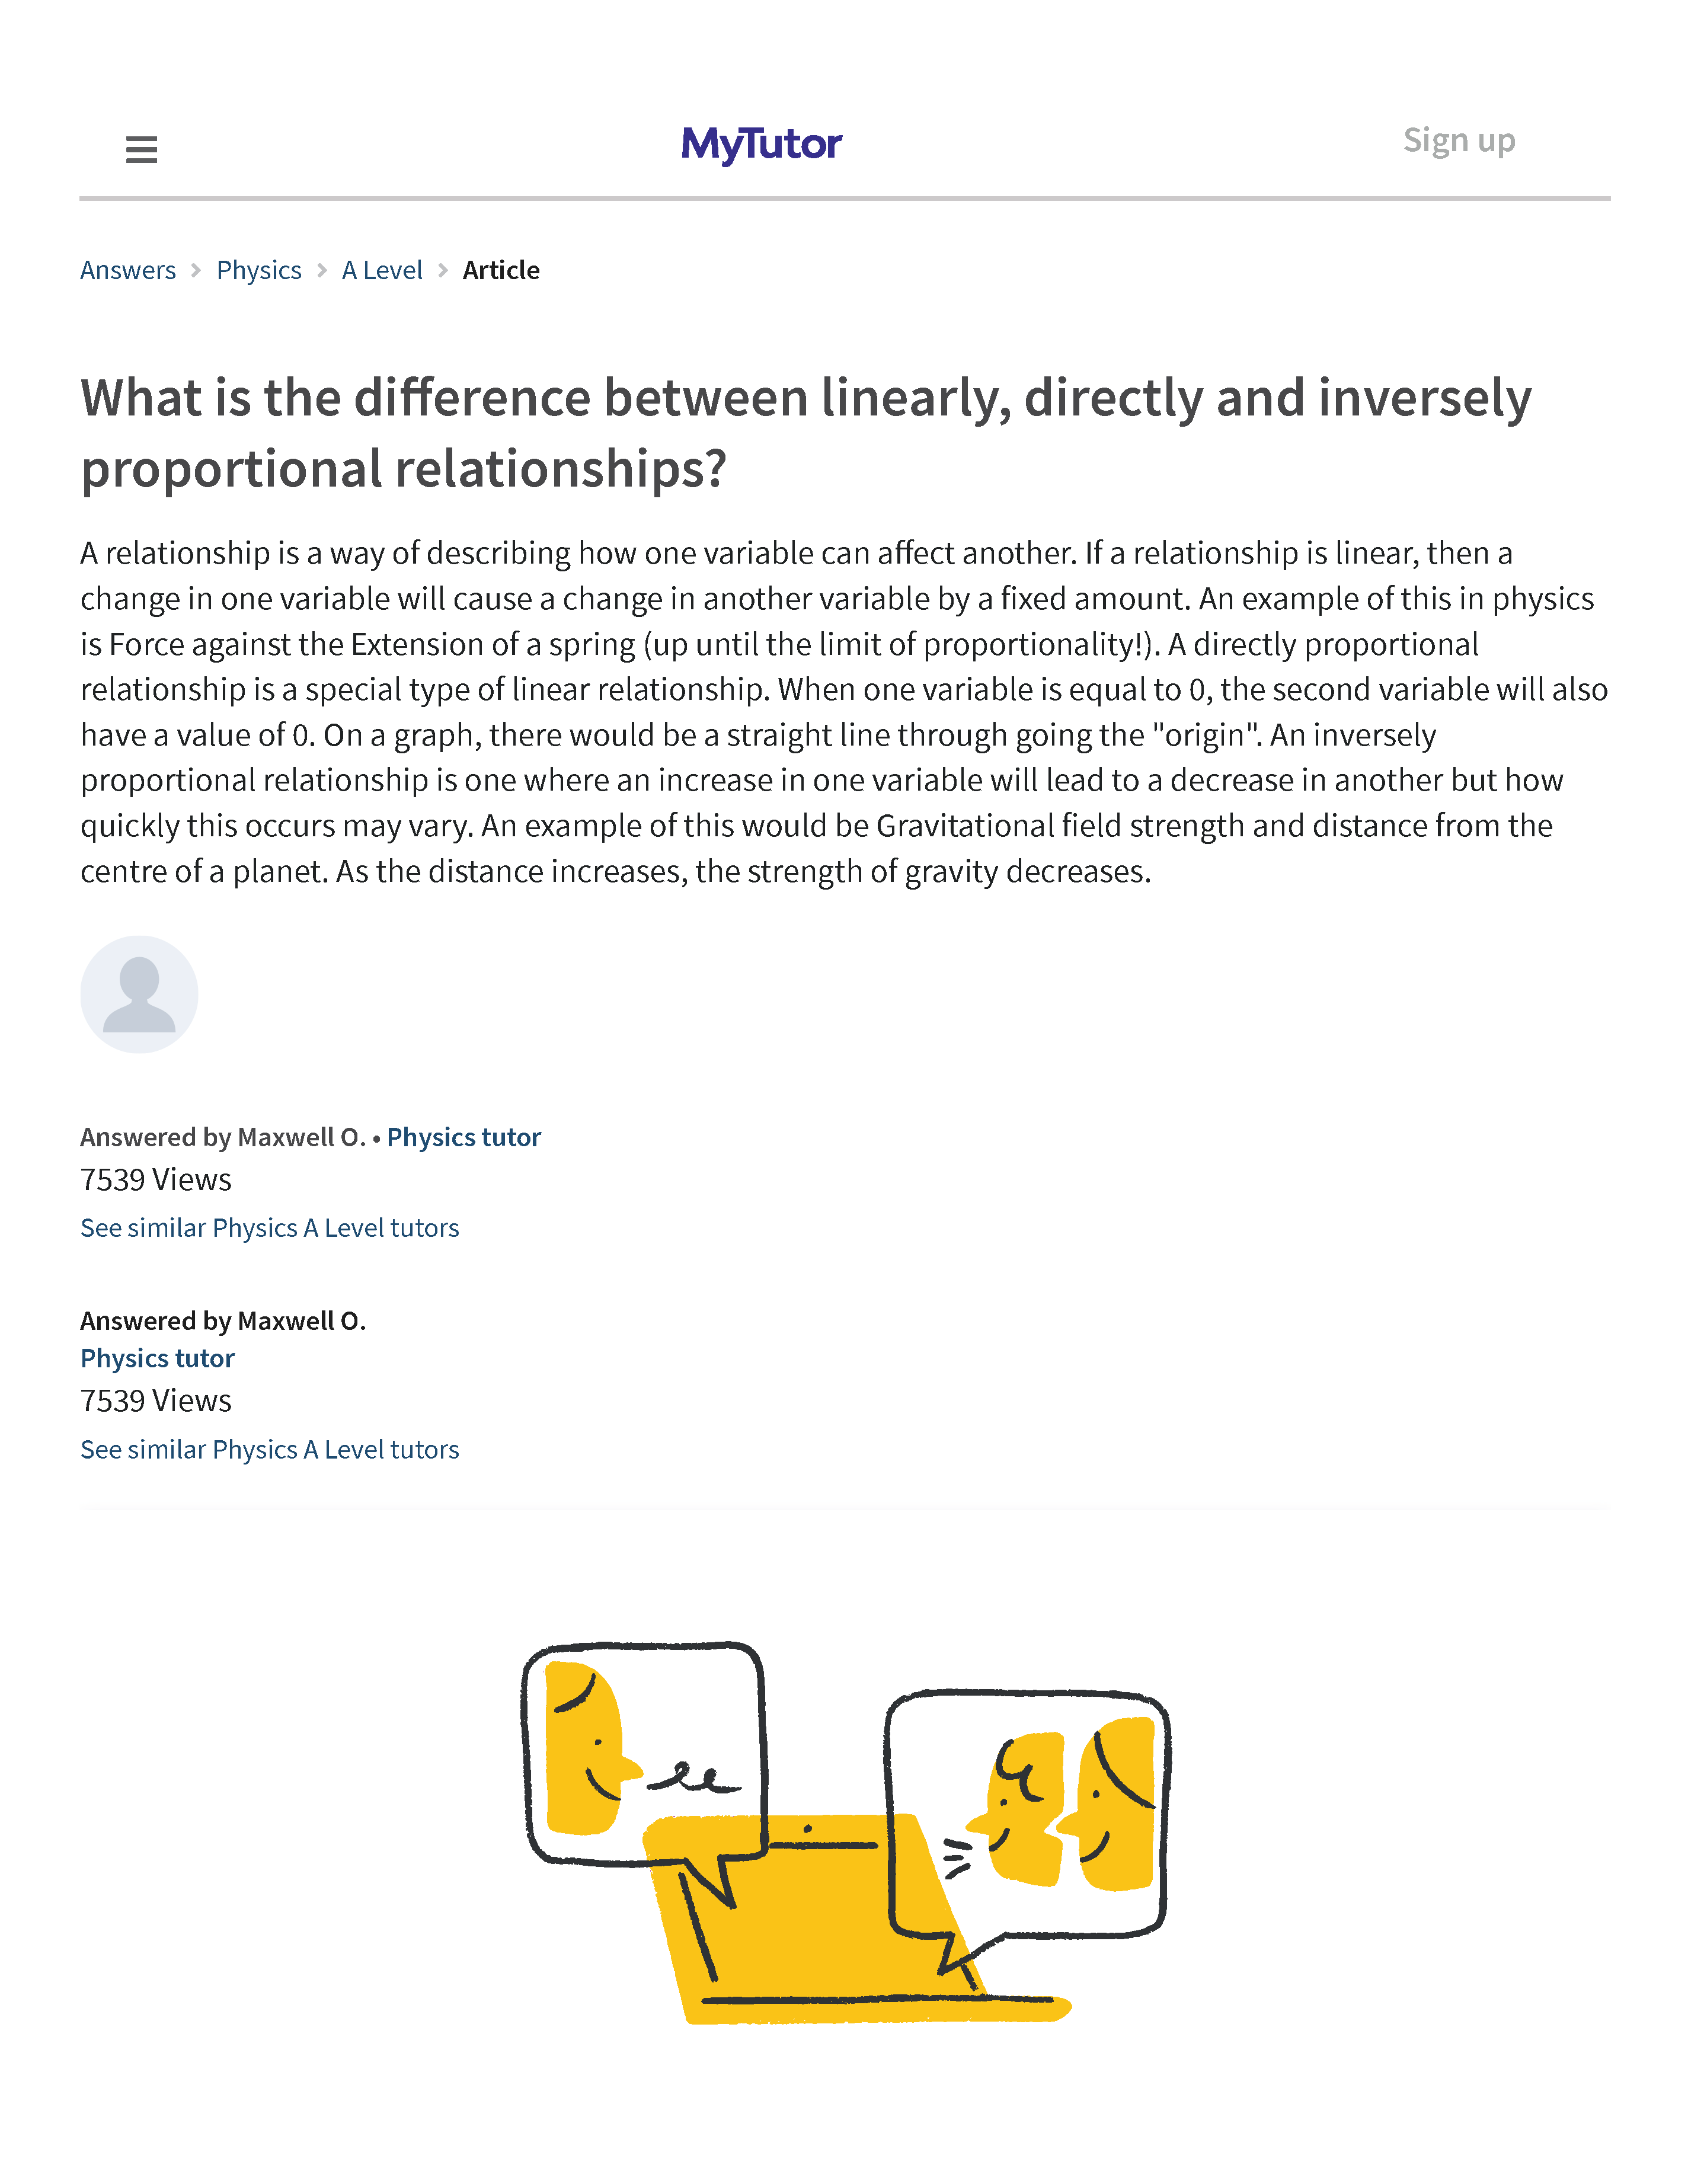 MyTutor
Sign up
Answers > Physics > A Level > Article
What is the difference between linearly, directly and inversely
proportional relationships?
A relationship is a way of describing how one variable can affect another. If a relationship is linear, then a
change in one variable will cause a change in another variable by a fixed amount. An example of this in physics
is Force against the Extension of a spring (up until the limit of proportionality!). A directly proportional
relationship is a special type of linear relationship. When one variable is equal to 0, the second variable will also
have a value of 0. On a graph, there would be a straight line through going the "origin". An inversely
proportional relationship is one where an increase in one variable will lead to a decrease in another but how
quickly this occurs may vary. An example of this would be Gravitational field strength and distance from the
centre of a planet. As the distance increases, the strength of gravity decreases.
Answered by Maxwell O. • Physics tutor
7539 Views
See similar Physics A Level tutors
Answered by Maxwell O.
Physics tutor
7539 Views
See similar Physics A Level tutors